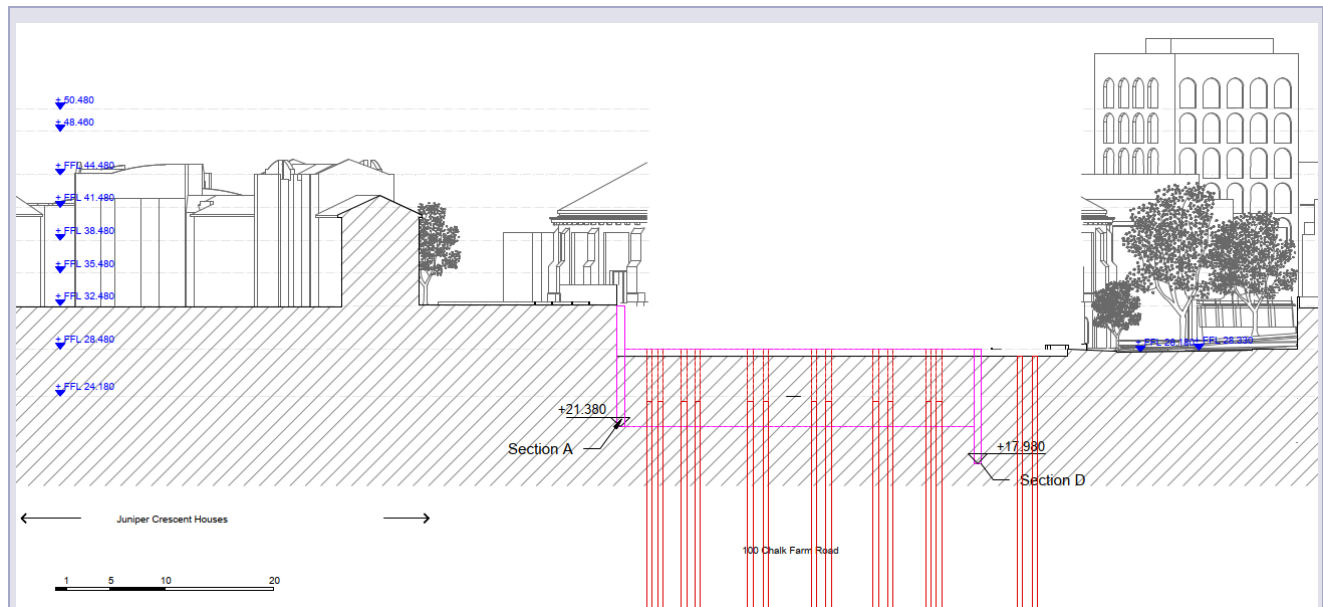 + 50.480
+ 48.460
+ FFL 44.480
+ FFL 41.480
+ FFL 38.480
+ FFL 35.480
+ FFL 32.480
+ FFL 28.480
+ FFL 28.330
+ FFL 24.180
+21.380
Section A
+17.980
Section D
Juniper Crescent Houses
100 Chalk Farm Road
1 5 10 20